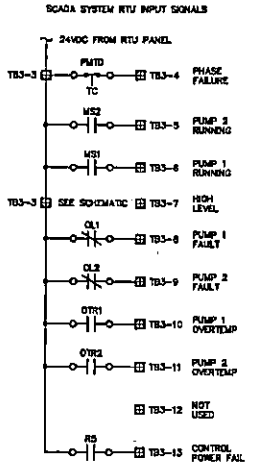 SCADA SYSTEM RTU INPUT SIGNALS
24VDC FROM RTU PANEL
TB3-3 PMTD TC TB3-4 PHASE FAILURE
MS2 TB3-5 PUMP 2 RUNNING
MS1 TB3-6 PUMP 1 RUNNING
TB3-3 SEE SCHEMATIC TB3-7 HIGH LEVEL
OL1 TB3-8 PUMP 1 FAULT
OL2 TB3-9 PUMP 2 FAULT
OTR1 TB3-10 PUMP 1 OVERTEMP
OTR2 TB3-11 PUMP 2 OVERTEMP
TB3-12 NOT USED
TB3-13 CONTROL POWER FAIL